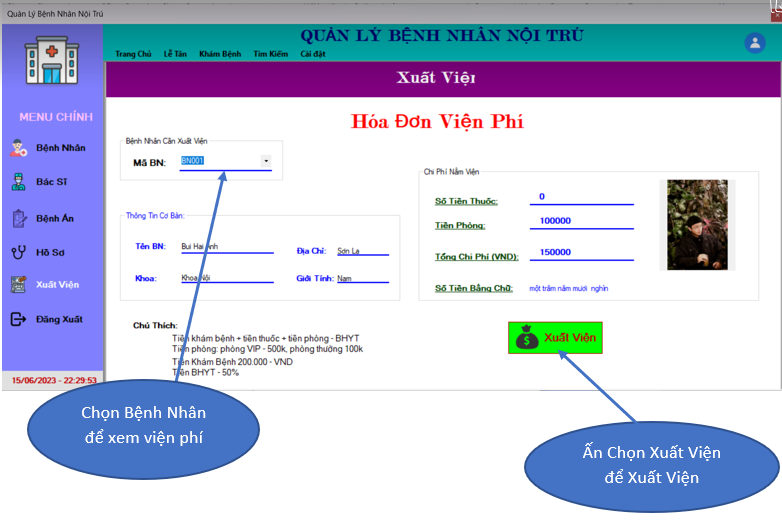 Quản Lý Bệnh Nhân Nội Trú
QUẢN LÝ BỆNH NHÂN NỘI TRÚ
Trang Chủ Lễ Tân Khám Bệnh Tìm Kiếm Cài đặt
Xuất Viện
MENU CHÍNH
Bệnh Nhân
Bác Sĩ
Bệnh Án
Hồ Sơ
Xuất Viện
Đăng Xuất
15/06/2023 - 22:29:53
Hóa Đơn Viện Phí
Bệnh Nhân Cần Xuất Viện
Mã BN: BN001
Thông Tin Cơ Bản:
Tên BN: Bui Hai Anh Địa Chỉ: Sơn La
Khoa: Khoa Nội Giới Tính: Nam
Chi Phí Nằm Viện
Số Tiền Thuốc: 0
Tiền Phòng: 100000
Tổng Chi Phí (VND): 150000
Số Tiền Bằng Chữ: một trăm năm mươi nghìn
Chú Thích:
Tiền khám bệnh + tiền thuốc + tiền phòng - BHYT
Tiền phòng: phòng VIP - 500k, phòng thường 100k
Tiền Khám Bệnh 200.000 - VND
Tiền BHYT - 50%
Xuất Viện
Chọn Bệnh Nhân
để xem viện phí
Ấn Chọn Xuất Viện
để Xuất Viện